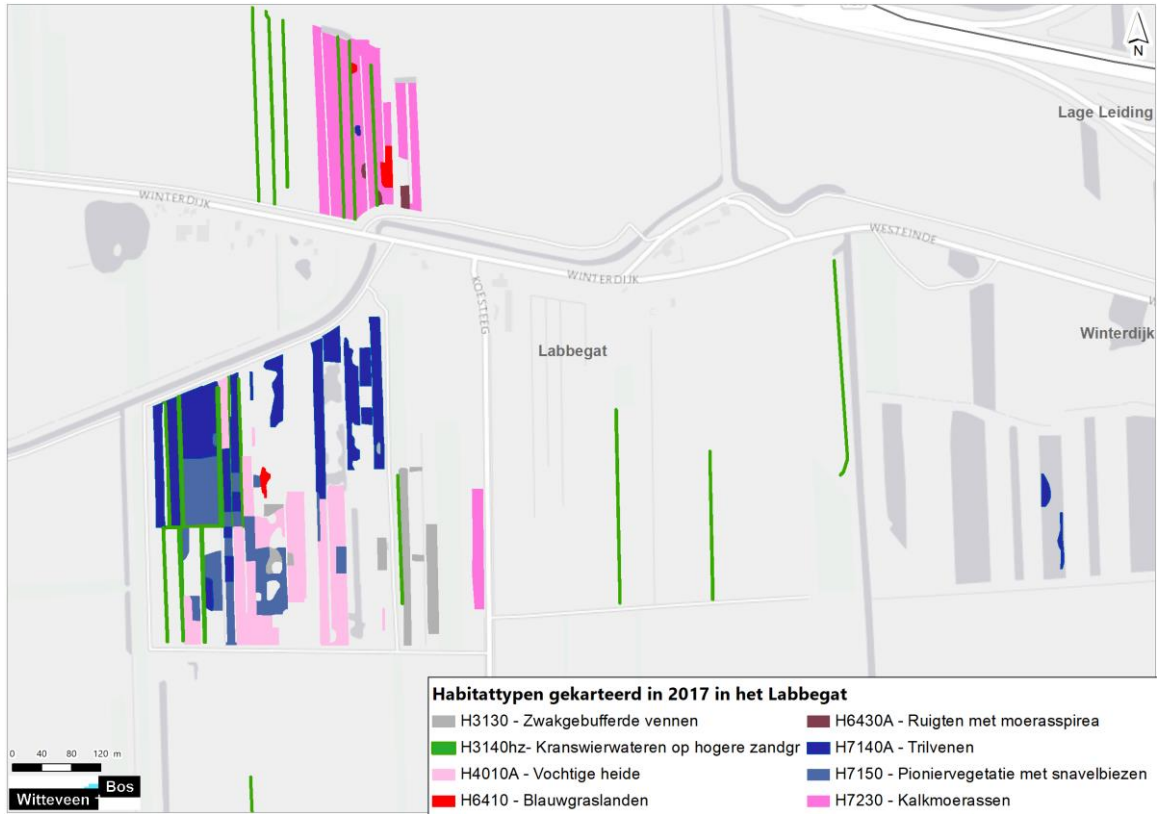 N
Lage Leiding
WINTERDIJK
WESTEINDE
WINTERDIJK
KOESTEEG
Labbegat
Winterdijk
W
Habitattypen gekarteerd in 2017 in het Labbegat
H3130 - Zwakgebufferde vennen
H3140hz- Kranswierwateren op hogere zandgr
H4010A - Vochtige heide
H6410 - Blauwgraslanden
H6430A - Ruigten met moerasspirea
H7140A - Trilvenen
H7150 - Pioniervegetatie met snavelbiezen
H7230 - Kalkmoerassen
0 40 80 120 m
Witteveen + Bos